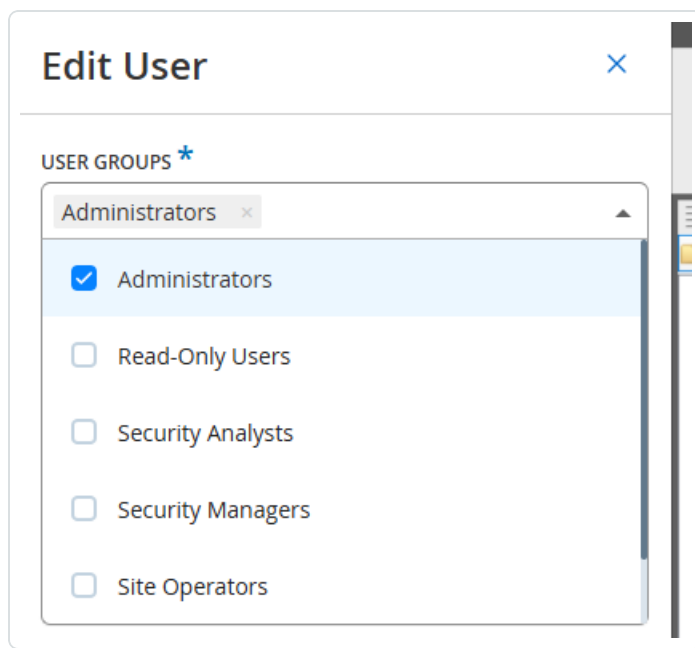 Edit User
USER GROUPS *
Administrators ×
Administrators
Read-Only Users
Security Analysts
Security Managers
Site Operators